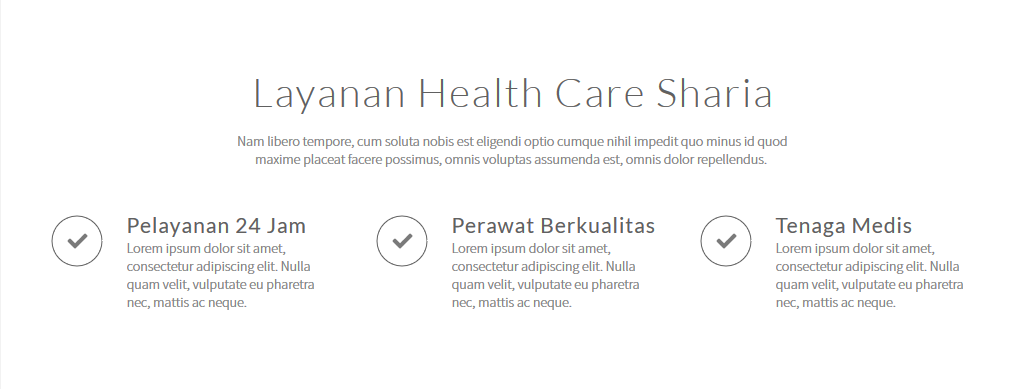 Layanan Health Care Sharia
Nam libero tempore, cum soluta nobis est eligendi optio cumque nihil impedit quo minus id quod
maxime placeat facere possimus, omnis voluptas assumenda est, omnis dolor repellendus.
Pelayanan 24 Jam
Lorem ipsum dolor sit amet,
consectetur adipiscing elit. Nulla
quam velit, vulputate eu pharetra
nec, mattis ac neque.
Perawat Berkualitas
Lorem ipsum dolor sit amet,
consectetur adipiscing elit. Nulla
quam velit, vulputate eu pharetra
nec, mattis ac neque.
Tenaga Medis
Lorem ipsum dolor sit amet,
consectetur adipiscing elit. Nulla
quam velit, vulputate eu pharetra
nec, mattis ac neque.